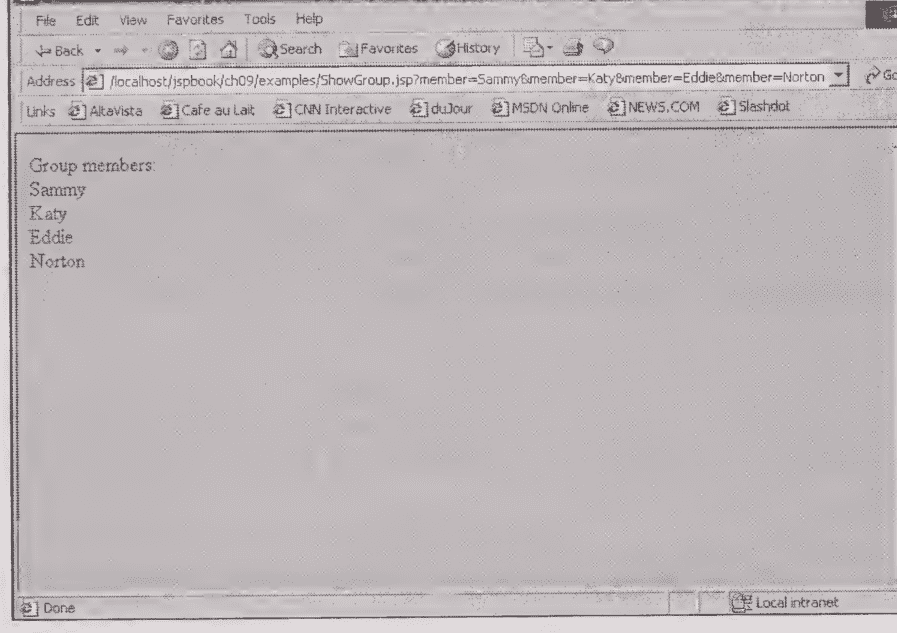 File Edit View Favorites Tools Help
Back Search Favorites History
Address /localhost/jspbook/ch09/examples/ShowGroup.jsp?member=Sammy&member=Katy&member=Eddie&member=Norton Go
Links AltaVista Cafe au Lait CNN Interactive duJour MSDN Online NEWS.COM Slashdot
Group members:
Sammy
Katy
Eddie
Norton
Done Local intranet